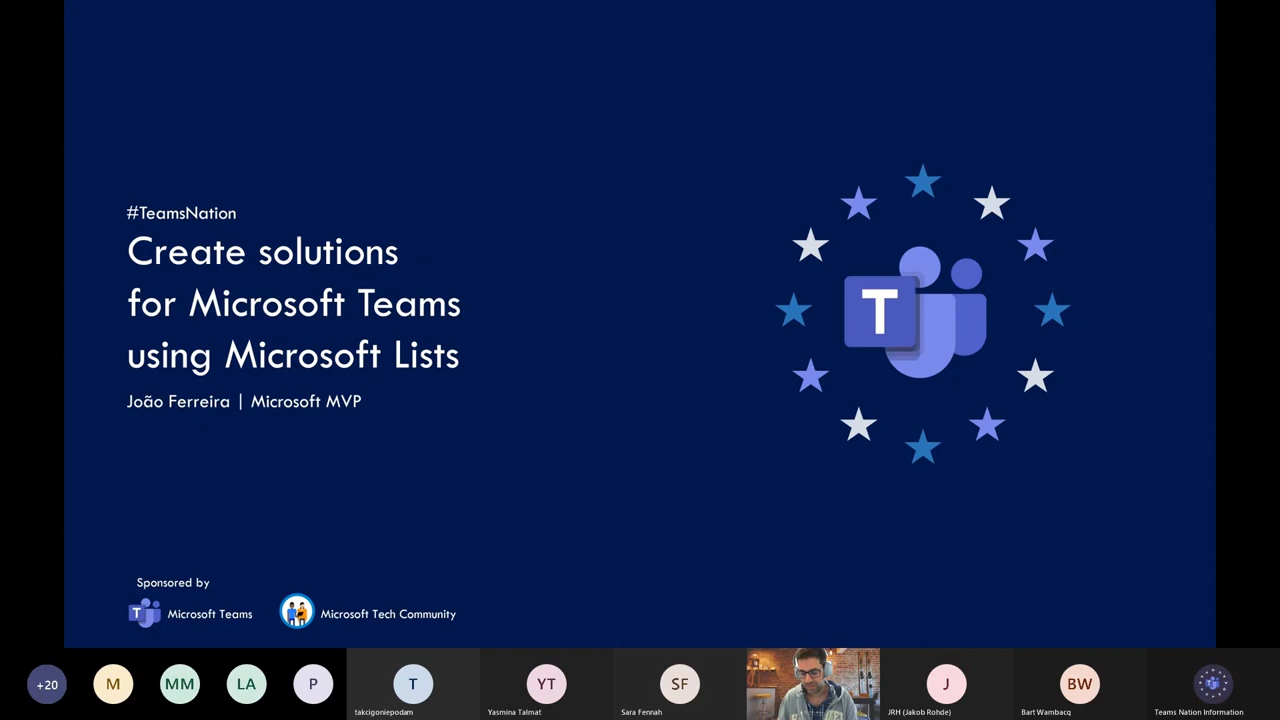 #TeamsNation
Create solutions
for Microsoft Teams
using Microsoft Lists
João Ferreira | Microsoft MVP
T
Sponsored by
T Microsoft Teams
Microsoft Tech Community
+20
M
MM
LA
P
T
YT
SF
J
BW
takcigoniepodam
Yasmina Talmat
Sara Fennah
JRH (Jakob Rohde)
Bart Wambacq
Teams Nation Information